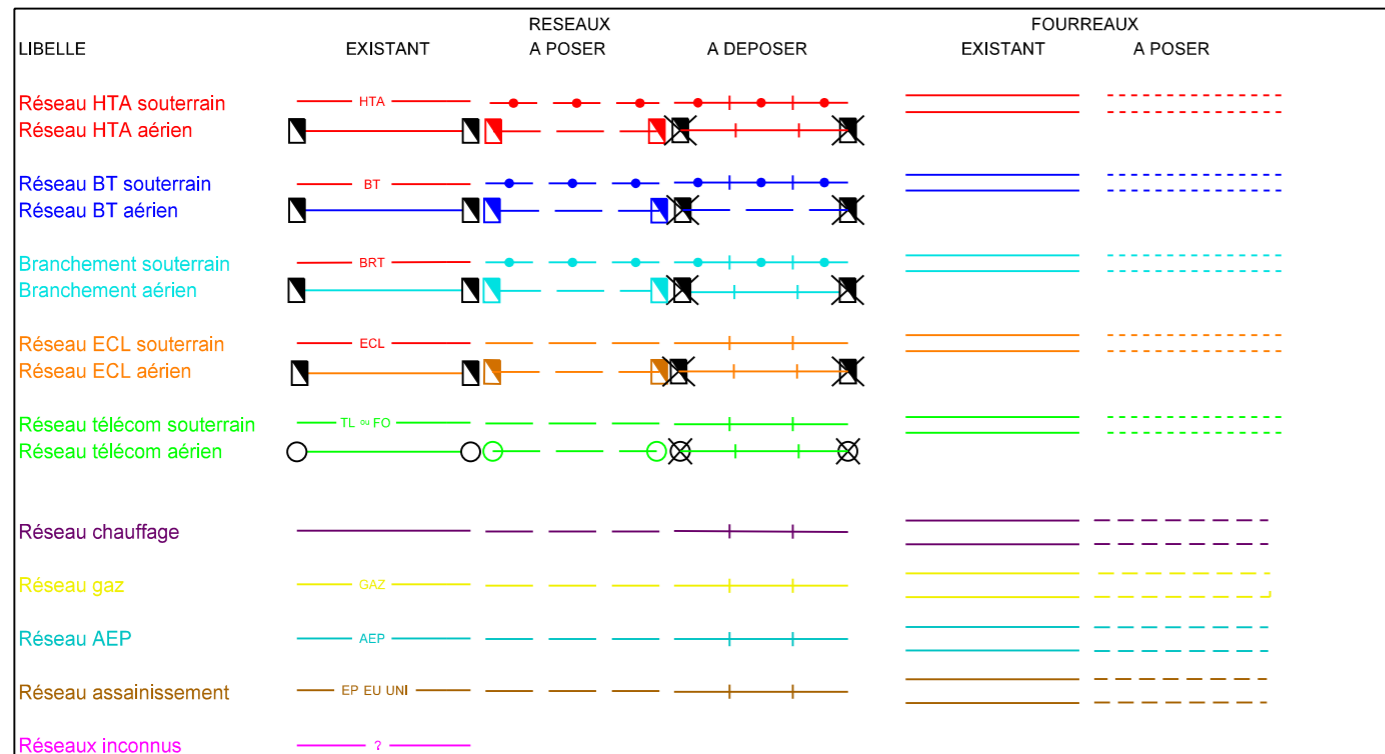 RESEAUX FOURREAUX
LIBELLE EXISTANT A POSER A DEPOSER EXISTANT A POSER
Réseau HTA souterrain HTA
Réseau HTA aérien
Réseau BT souterrain BT
Réseau BT aérien
Branchement souterrain BRT
Branchement aérien
Réseau ECL souterrain ECL
Réseau ECL aérien
Réseau télécom souterrain TL ∾ FO
Réseau télécom aérien
Réseau chauffage
Réseau gaz GAZ
Réseau AEP AEP
Réseau assainissement EP EU UNI
Réseaux inconnus ?